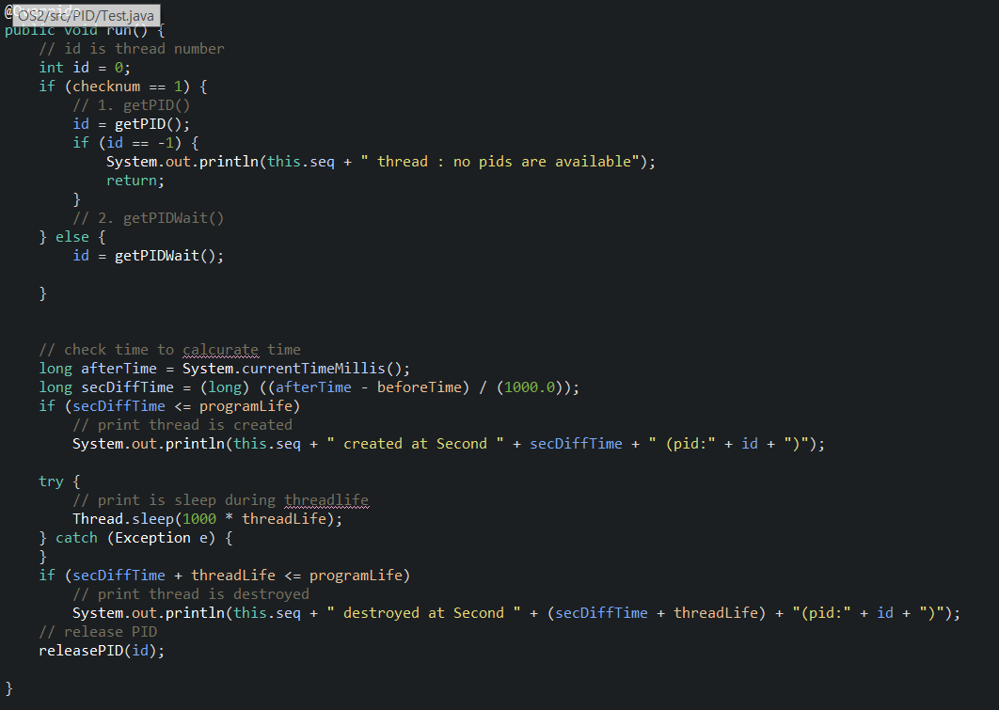 @Override
OS2/src/PID/Test.java
public void run() {
// id is thread number
int id = 0;
if (checknum == 1) {
// 1. getPID()
id = getPID();
if (id == -1) {
System.out.println(this.seq + " thread : no pids are available");
return;
}
// 2. getPIDWait()
} else {
id = getPIDWait();
}
// check time to calcurate time
long afterTime = System.currentTimeMillis();
long secDiffTime = (long) ((afterTime - beforeTime) / (1000.0));
if (secDiffTime <= programLife)
// print thread is created
System.out.println(this.seq + " created at Second " + secDiffTime + " (pid:" + id + ")");
try {
// print is sleep during threadlife
Thread.sleep(1000 * threadLife);
} catch (Exception e) {
}
if (secDiffTime + threadLife <= programLife)
// print thread is destroyed
System.out.println(this.seq + " destroyed at Second " + (secDiffTime + threadLife) + "(pid:" + id + ")");
// release PID
releasePID(id);
}